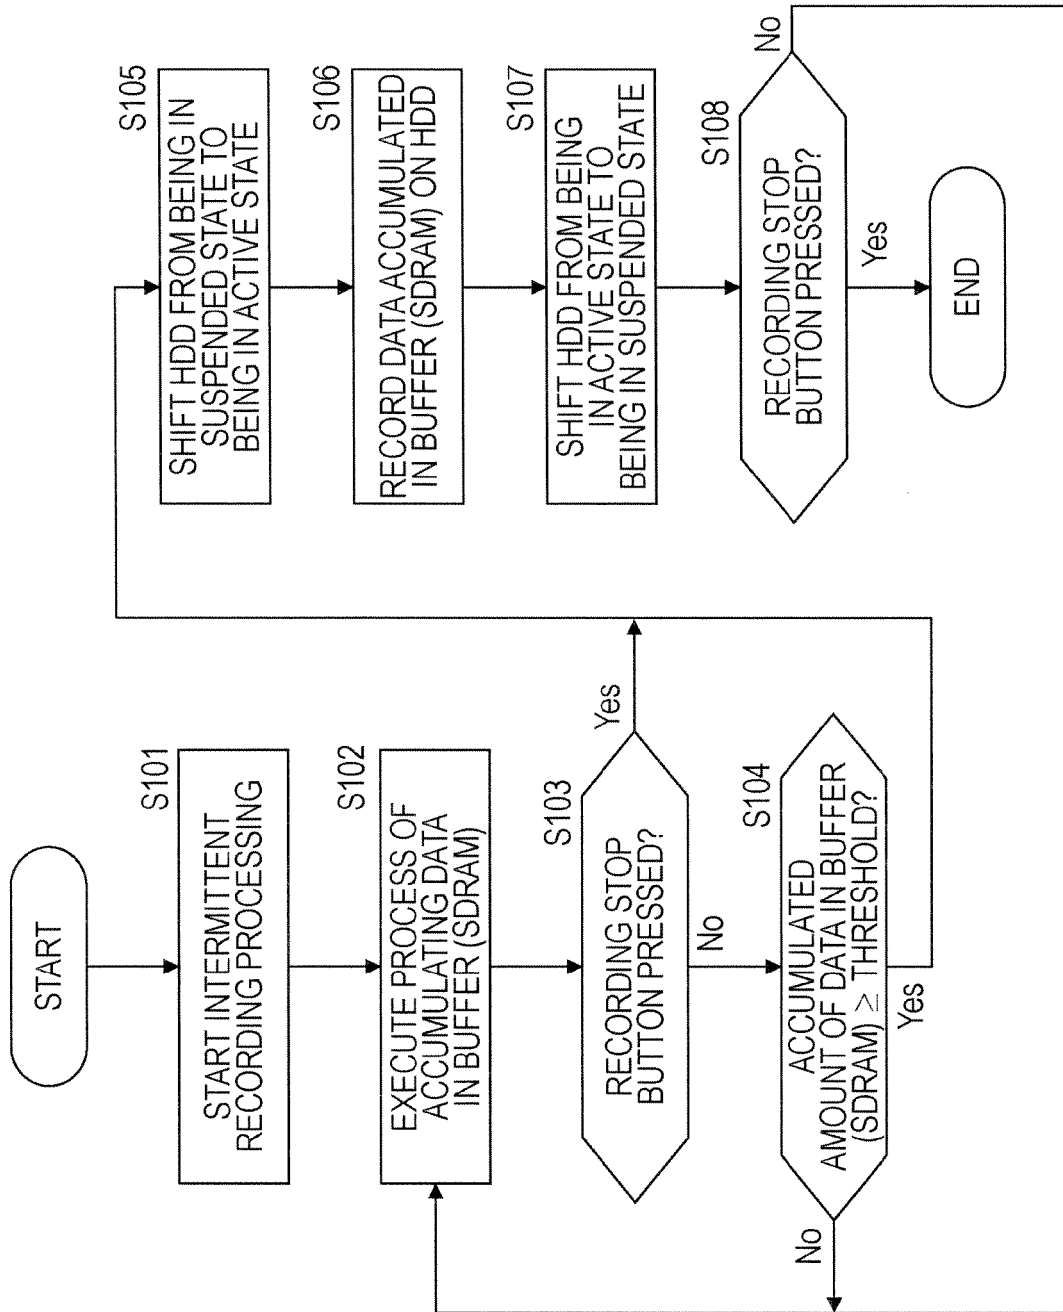 START
S101
START INTERMITTENT
RECORDING PROCESSING
S102
EXECUTE PROCESS OF
ACCUMULATING DATA
IN BUFFER (SDRAM)
S103
RECORDING STOP
BUTTON PRESSED?
Yes
No
S104
ACCUMULATED
AMOUNT OF DATA IN BUFFER
(SDRAM) ≥ THRESHOLD?
No
Yes
S105
SHIFT HDD FROM BEING IN
SUSPENDED STATE TO
BEING IN ACTIVE STATE
S106
RECORD DATA ACCUMULATED
IN BUFFER (SDRAM) ON HDD
S107
SHIFT HDD FROM BEING
IN ACTIVE STATE TO
BEING IN SUSPENDED STATE
S108
RECORDING STOP
BUTTON PRESSED?
No
Yes
END